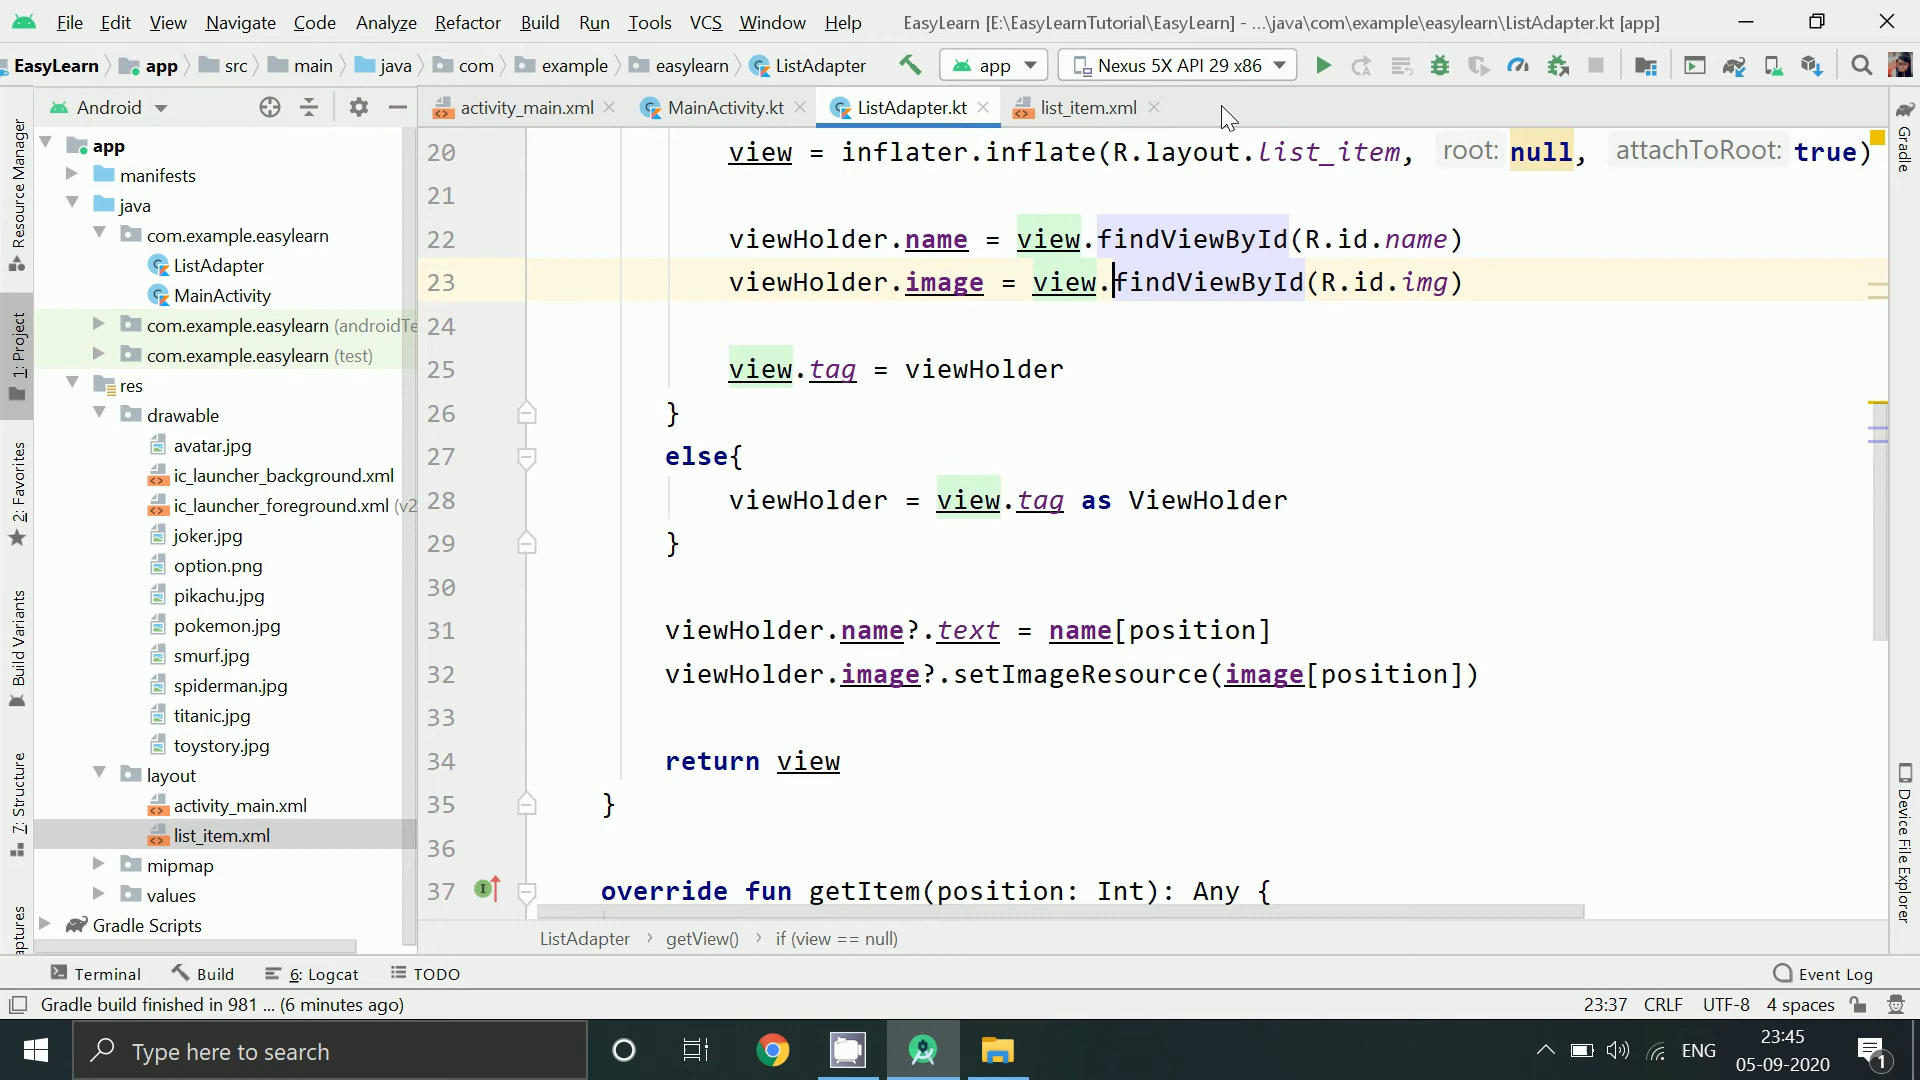 File Edit View Navigate Code Analyze Refactor Build Run Tools VCS Window Help EasyLearn [E:\EasyLearnTutorial\EasyLearn] - ...\java\com\example\easylearn\ListAdapter.kt [app]
EasyLearn app src main java com example easylearn ListAdapter app Nexus 5X API 29 x86
Android
activity_main.xml MainActivity.kt ListAdapter.kt list_item.xml
app
manifests
java
com.example.easylearn
ListAdapter
MainActivity
com.example.easylearn (androidTe
com.example.easylearn (test)
res
drawable
avatar.jpg
ic_launcher_background.xml
ic_launcher_foreground.xml (v2
joker.jpg
option.png
pikachu.jpg
pokemon.jpg
smurf.jpg
spiderman.jpg
titanic.jpg
toystory.jpg
layout
activity_main.xml
list_item.xml
mipmap
values
Gradle Scripts
Resource Manager
1: Project
2: Favorites
Build Variants
7: Structure
aptures
20 view = inflater.inflate(R.layout.list_item, root: null, attachToRoot: true)
21
22 viewHolder.name = view.findViewById(R.id.name)
23 viewHolder.image = view.findViewById(R.id.img)
24
25 view.tag = viewHolder
26 }
27 else{
28 viewHolder = view.tag as ViewHolder
29 }
30
31 viewHolder.name?.text = name[position]
32 viewHolder.image?.setImageResource(image[position])
33
34 return view
35 }
36
37 override fun getItem(position: Int): Any {
ListAdapter › getView() › if (view == null)
Gradle
Device File Explorer
Terminal Build 6: Logcat TODO Event Log
Gradle build finished in 981 ... (6 minutes ago) 23:37 CRLF UTF-8 4 spaces
Type here to search
ENG
23:45
05-09-2020
1